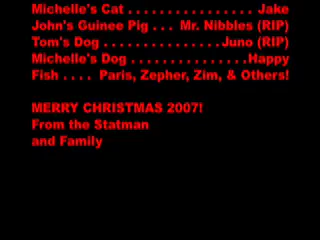 Michelle's Cat . . . . . . . . . . . . . . . . Jake
John's Guinee Pig . . . Mr. Nibbles (RIP)
Tom's Dog . . . . . . . . . . . . . . . Juno (RIP)
Michelle's Dog . . . . . . . . . . . . . . . Happy
Fish . . . . Paris, Zepher, Zim, & Others!
MERRY CHRISTMAS 2007!
From the Statman
and Family